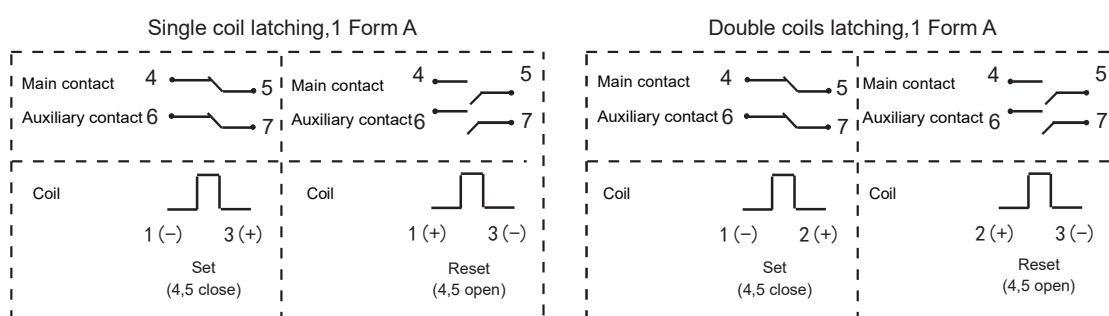 Single coil latching,1 Form A
Double coils latching,1 Form A
Main contact 4 5
Auxiliary contact 6 7
Main contact 4 5
Auxiliary contact 6 7
Coil
1(−) 3(+)
Set
(4,5 close)
Coil
1(+) 3(−)
Reset
(4,5 open)
Main contact 4 5
Auxiliary contact 6 7
Main contact 4 5
Auxiliary contact 6 7
Coil
1(−) 2(+)
Set
(4,5 close)
Coil
2(+) 3(−)
Reset
(4,5 open)